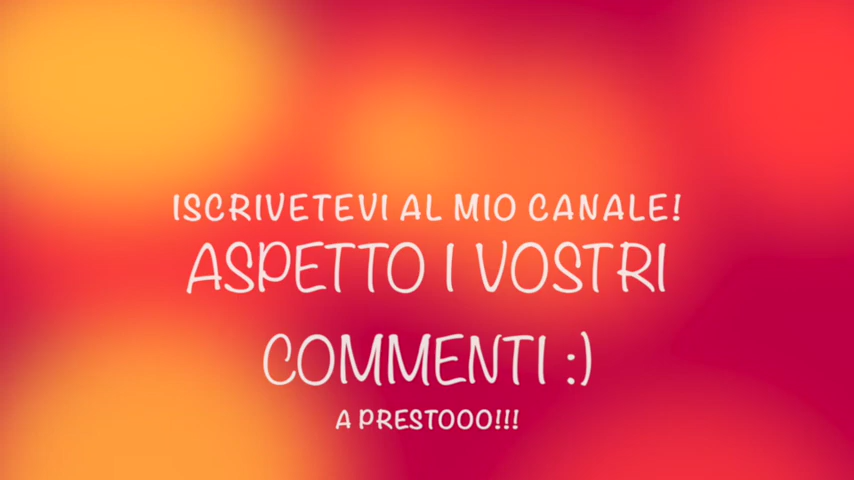 ISCRIVETEVI AL MIO CANALE!
ASPETTO I VOSTRI
COMMENTI :)
A PRESTOOO!!!